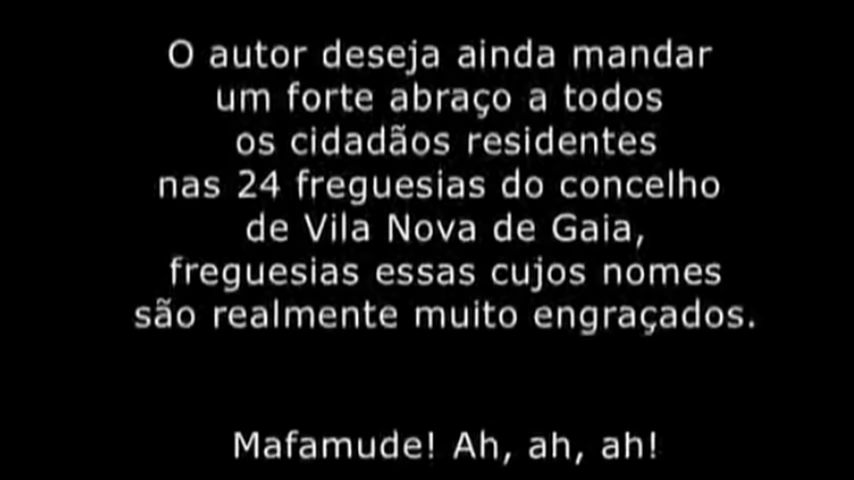 O autor deseja ainda mandar
um forte abraço a todos
os cidadãos residentes
nas 24 freguesias do concelho
de Vila Nova de Gaia,
freguesias essas cujos nomes
são realmente muito engraçados.
Mafamude! Ah, ah, ah!